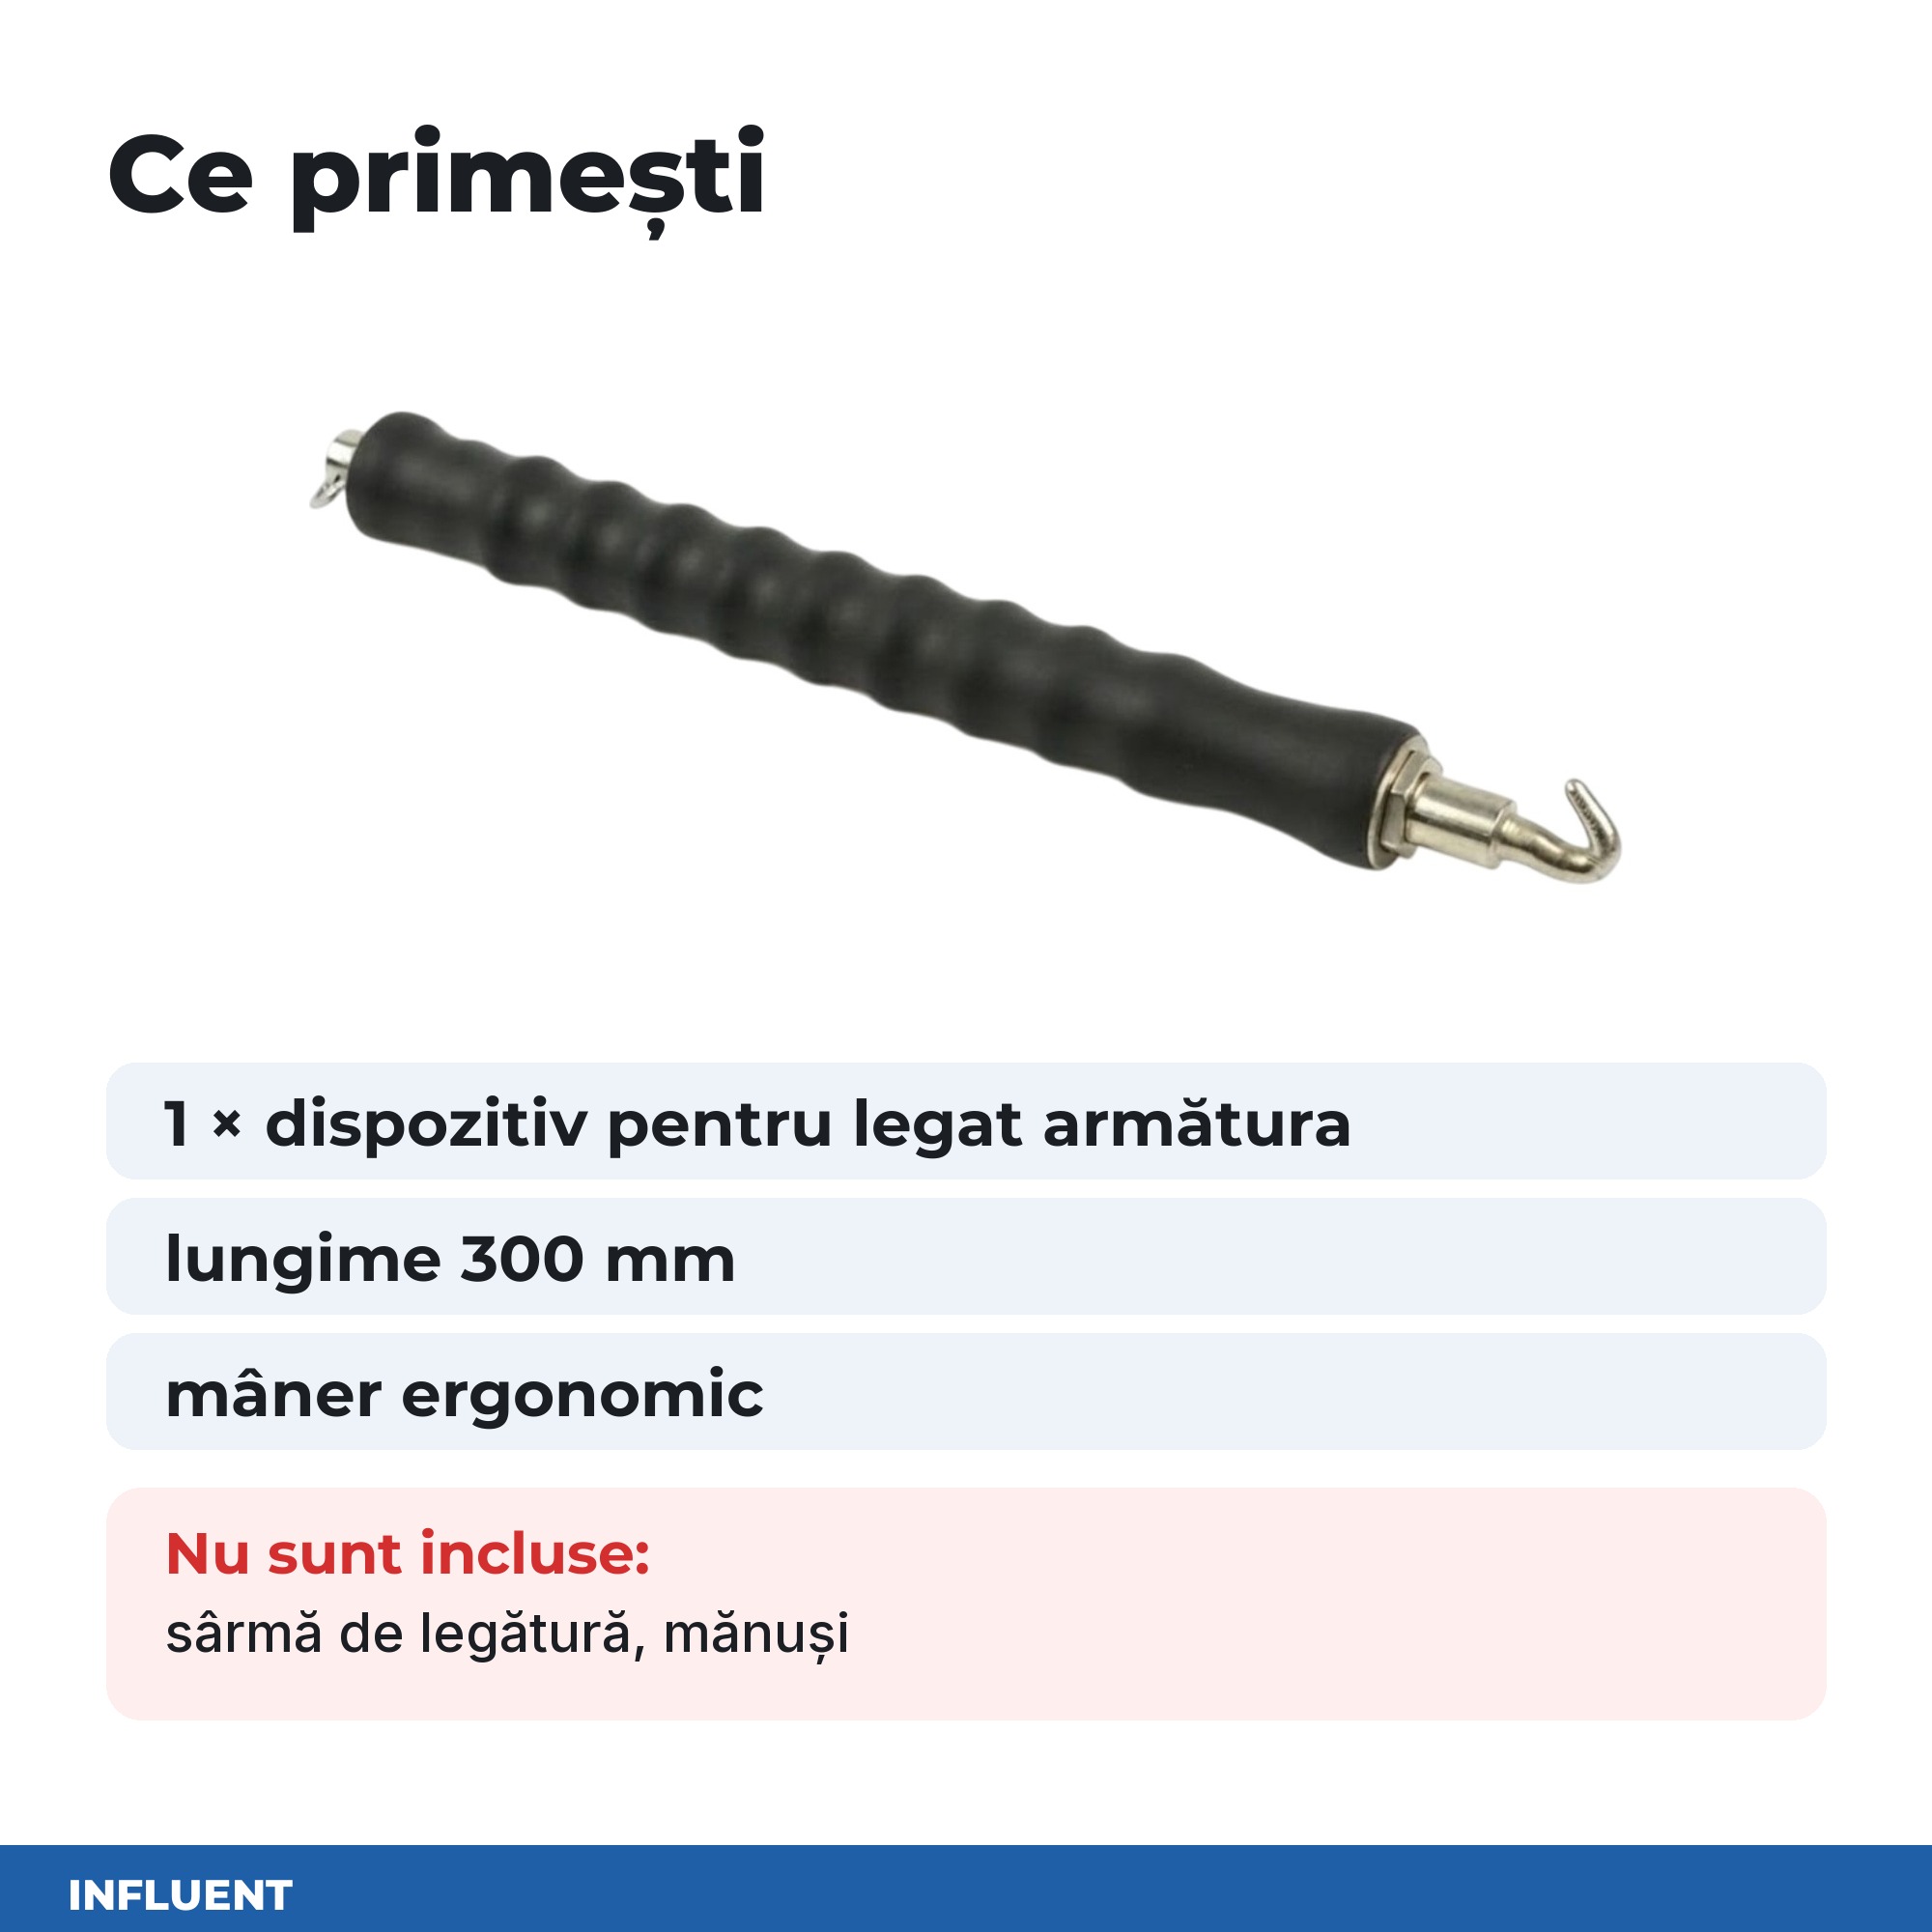 Ce primești
1 × dispozitiv pentru legat armătura
lungime 300 mm
mâner ergonomic
Nu sunt incluse:
sârmă de legătură, mănuși
INFLUENT